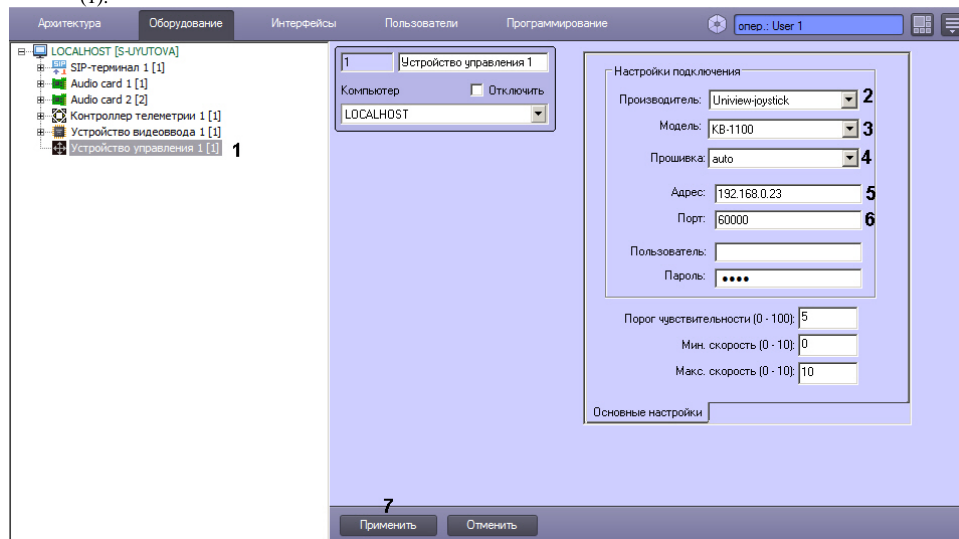 (1).
Архитектура Оборудование Интерфейсы Пользователи Программирование опер.: User 1
LOCALHOST [S-UYUTOVA]
SIP-терминал 1 [1]
Audio card 1 [1]
Audio card 2 [2]
Контроллер телеметрии 1 [1]
Устройство видеоввода 1 [1]
Устройство управления 1 [1] 1
1 Устройство управления 1
Компьютер Отключить
LOCALHOST
Настройки подключения
Производитель: Uniview-joystick 2
Модель: KB-1100 3
Прошивка: auto 4
Адрес: 192.168.0.23 5
Порт: 60000 6
Пользователь:
Пароль: ●●●●
Порог чувствительности (0 - 100): 5
Мин. скорость (0 - 10): 0
Макс. скорость (0 - 10): 10
Основные настройки
7
Применить Отменить